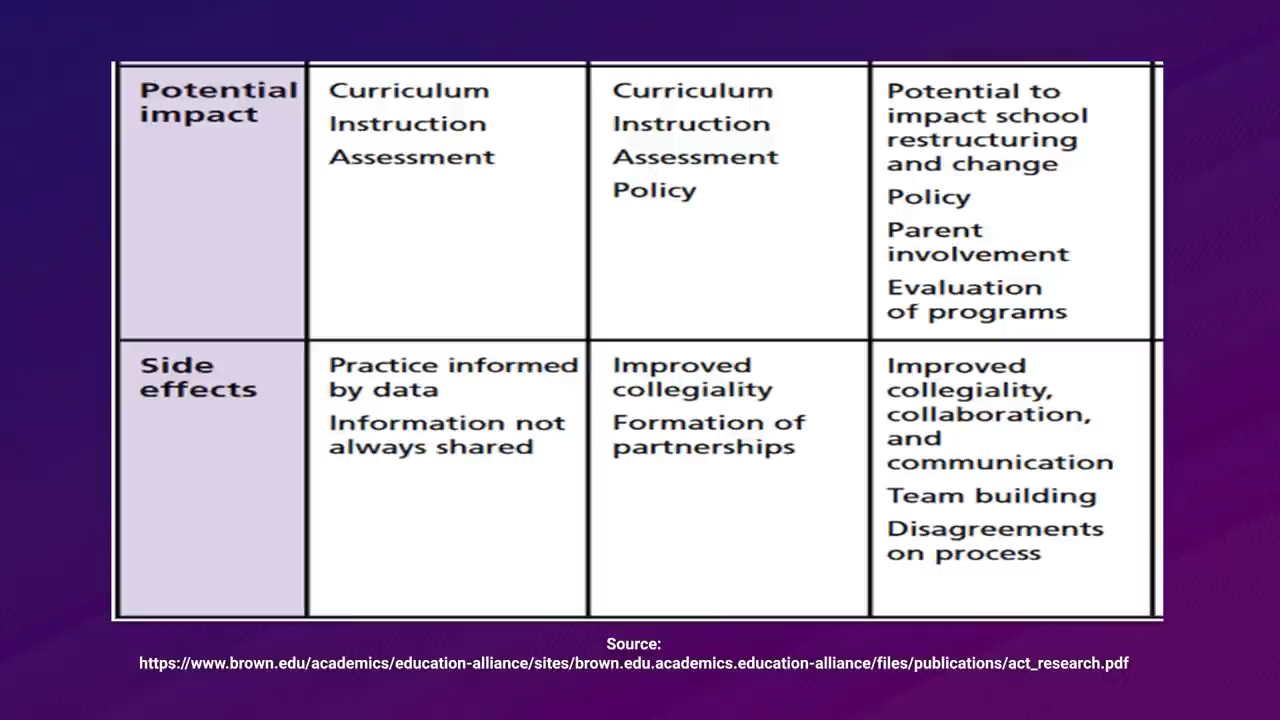 Potential
impact
Curriculum
Instruction
Assessment
Curriculum
Instruction
Assessment
Policy
Potential to
impact school
restructuring
and change
Policy
Parent
involvement
Evaluation
of programs
Side
effects
Practice informed
by data
Information not
always shared
Improved
collegiality
Formation of
partnerships
Improved
collegiality,
collaboration,
and
communication
Team building
Disagreements
on process
Source:
https://www.brown.edu/academics/education-alliance/sites/brown.edu.academics.education-alliance/files/publications/act_research.pdf